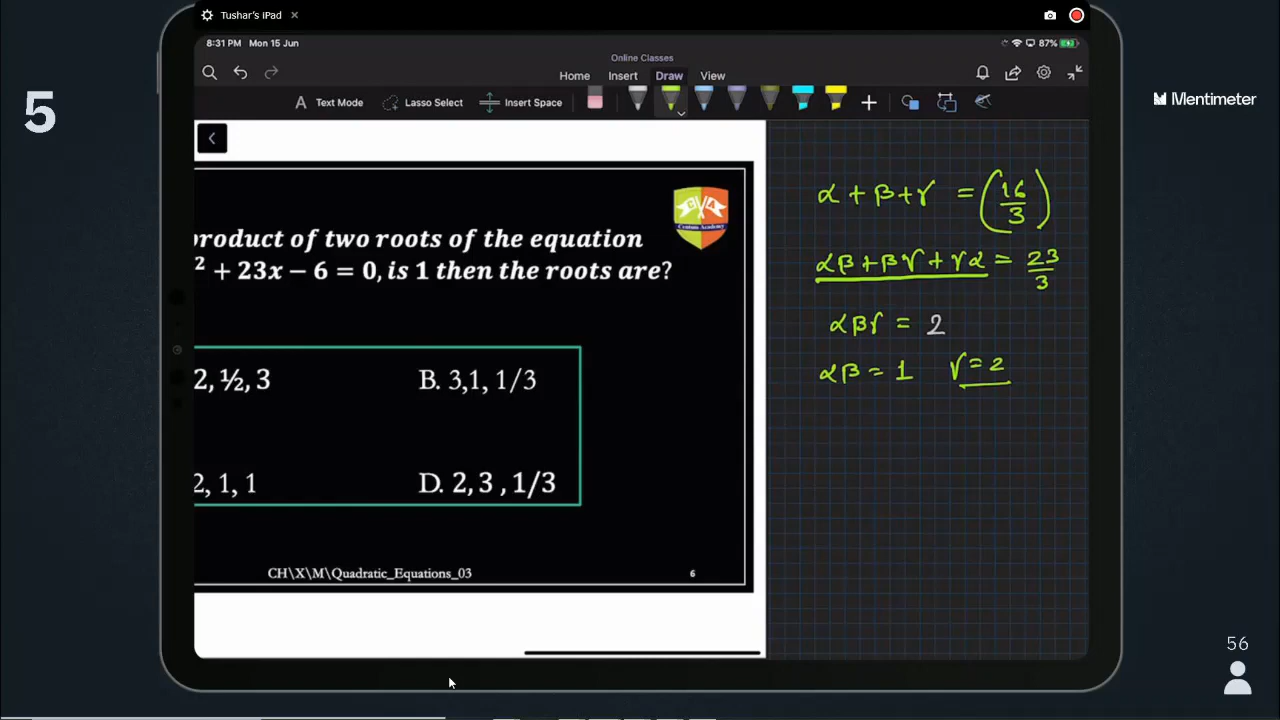 Tushar's iPad ×
8:31 PM Mon 15 Jun
87%
Online Classes
Home Insert Draw View
A Text Mode Lasso Select Insert Space
5
Mentimeter
product of two roots of the equation
² + 23x − 6 = 0, is 1 then the roots are?
2, ½, 3 B. 3,1, 1/3
2, 1, 1 D. 2, 3 , 1/3
CH\X\M\Quadratic_Equations_03 6
α + β + γ = (16/3)
αβ + βγ + γα = 23/3
αβγ = 2
αβ = 1 γ = 2
56